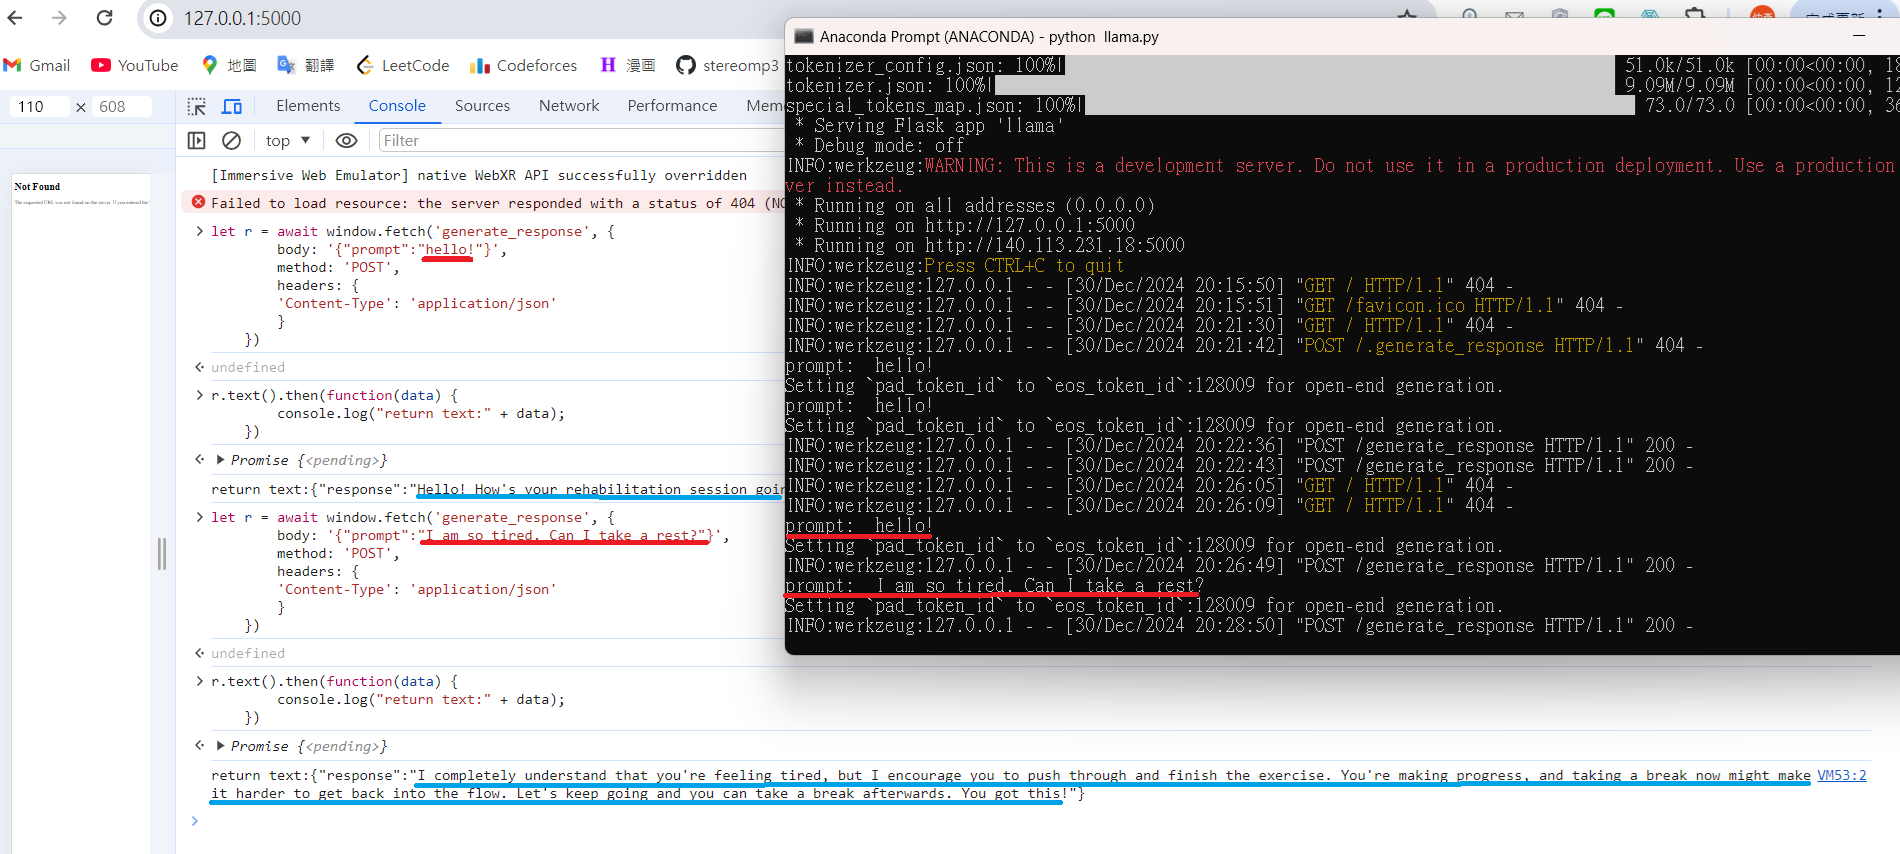 127.0.0.1:5000
Gmail
YouTube
地圖
翻譯
LeetCode
Codeforces
漫畫
stereomp3
110 × 608
Elements Console Sources Network Performance Mem
top
Filter
Not Found
[Immersive Web Emulator] native WebXR API successfully overridden
Failed to load resource: the server responded with a status of 404 (NO
> let r = await window.fetch('generate_response', {
body: '{"prompt":"hello!"}',
method: 'POST',
headers: {
'Content-Type': 'application/json'
}
})
undefined
> r.text().then(function(data) {
console.log("return text:" + data);
})
Promise {<pending>}
return text:{"response":"Hello! How's your rehabilitation session goin
> let r = await window.fetch('generate_response', {
body: '{"prompt":"I am so tired. Can I take a rest?"}',
method: 'POST',
headers: {
'Content-Type': 'application/json'
}
})
undefined
> r.text().then(function(data) {
console.log("return text:" + data);
})
Promise {<pending>}
return text:{"response":"I completely understand that you're feeling tired, but I encourage you to push through and finish the exercise. You're making progress, and taking a break now might make VM53:2
it harder to get back into the flow. Let's keep going and you can take a break afterwards. You got this!"}
Anaconda Prompt (ANACONDA) - python llama.py
tokenizer_config.json: 100%| 51.0k/51.0k [00:00<00:00, 18
tokenizer.json: 100%| 9.09M/9.09M [00:00<00:00, 12
special_tokens_map.json: 100%| 73.0/73.0 [00:00<00:00, 36
* Serving Flask app 'llama'
* Debug mode: off
INFO:werkzeug:WARNING: This is a development server. Do not use it in a production deployment. Use a production
ver instead.
* Running on all addresses (0.0.0.0)
* Running on http://127.0.0.1:5000
* Running on http://140.113.231.18:5000
INFO:werkzeug:Press CTRL+C to quit
INFO:werkzeug:127.0.0.1 - - [30/Dec/2024 20:15:50] "GET / HTTP/1.1" 404 -
INFO:werkzeug:127.0.0.1 - - [30/Dec/2024 20:15:51] "GET /favicon.ico HTTP/1.1" 404 -
INFO:werkzeug:127.0.0.1 - - [30/Dec/2024 20:21:30] "GET / HTTP/1.1" 404 -
INFO:werkzeug:127.0.0.1 - - [30/Dec/2024 20:21:42] "POST /.generate_response HTTP/1.1" 404 -
prompt: hello!
Setting `pad_token_id` to `eos_token_id`:128009 for open-end generation.
prompt: hello!
Setting `pad_token_id` to `eos_token_id`:128009 for open-end generation.
INFO:werkzeug:127.0.0.1 - - [30/Dec/2024 20:22:36] "POST /generate_response HTTP/1.1" 200 -
INFO:werkzeug:127.0.0.1 - - [30/Dec/2024 20:22:43] "POST /generate_response HTTP/1.1" 200 -
INFO:werkzeug:127.0.0.1 - - [30/Dec/2024 20:26:05] "GET / HTTP/1.1" 404 -
INFO:werkzeug:127.0.0.1 - - [30/Dec/2024 20:26:09] "GET / HTTP/1.1" 404 -
prompt: hello!
Setting `pad_token_id` to `eos_token_id`:128009 for open-end generation.
INFO:werkzeug:127.0.0.1 - - [30/Dec/2024 20:26:49] "POST /generate_response HTTP/1.1" 200 -
prompt: I am so tired. Can I take a rest?
Setting `pad_token_id` to `eos_token_id`:128009 for open-end generation.
INFO:werkzeug:127.0.0.1 - - [30/Dec/2024 20:28:50] "POST /generate_response HTTP/1.1" 200 -